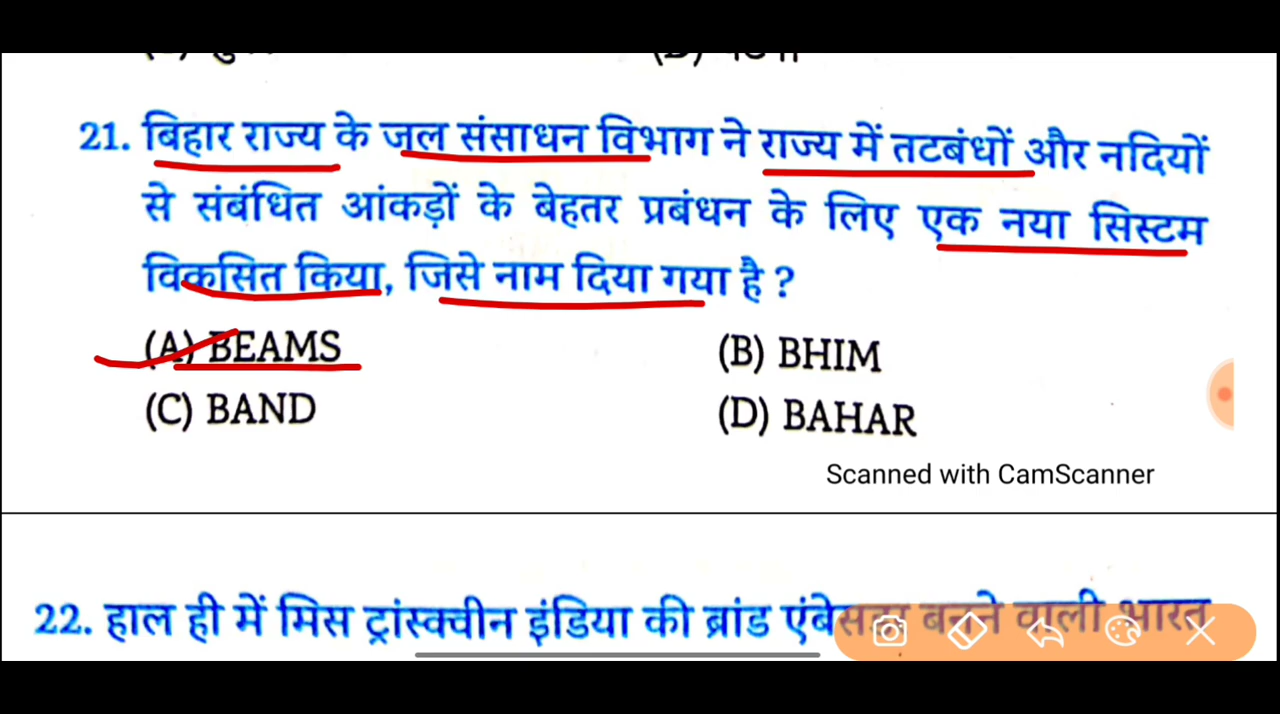 21. बिहार राज्य के जल संसाधन विभाग ने राज्य में तटबंधों और नदियों
से संबंधित आंकड़ों के बेहतर प्रबंधन के लिए एक नया सिस्टम
विकसित किया, जिसे नाम दिया गया है ?
(A) BEAMS (B) BHIM
(C) BAND (D) BAHAR
Scanned with CamScanner
22. हाल ही में मिस ट्रांसक्वीन इंडिया की ब्रांड एंबेसडर बनने वाली भारत